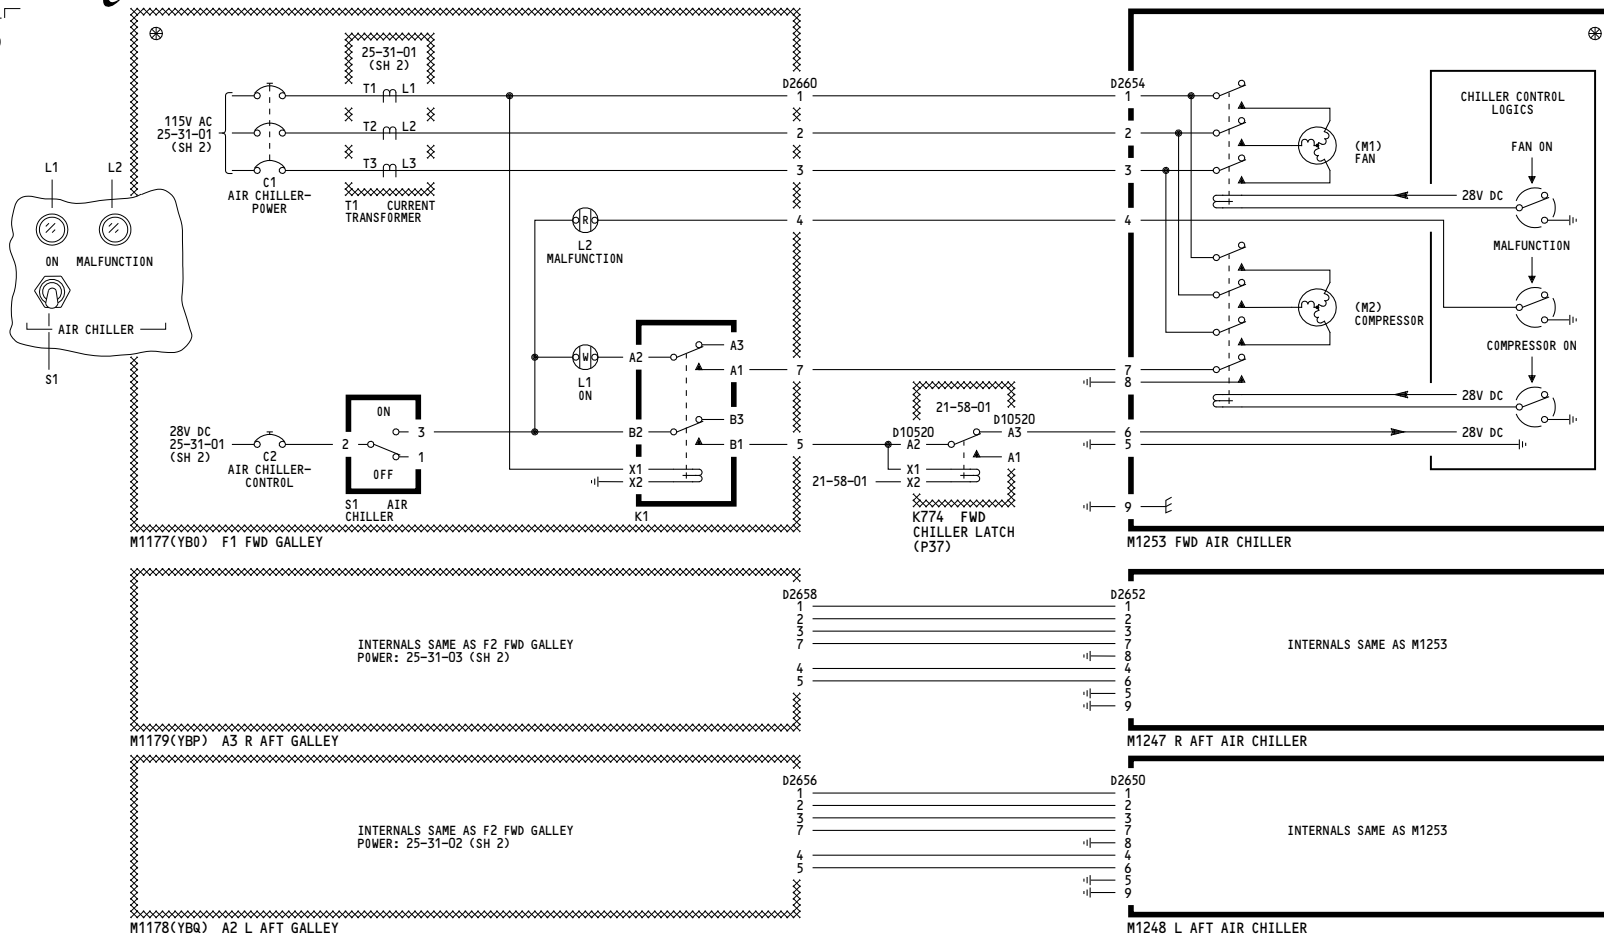 25-31-01
(SH 2)
D2660
D2654
T1 L1
1
1
CHILLER CONTROL
LOGICS
115V AC
25-31-01
(SH 2)
T2 L2
2
2
(M1)
FAN
FAN ON
L1
L2
T3 L3
3
3
C1
AIR CHILLER-
POWER
T1 CURRENT
TRANSFORMER
28V DC
R
4
4
L2
MALFUNCTION
MALFUNCTION
ON MALFUNCTION
AIR CHILLER
(M2)
COMPRESSOR
S1
W
L1
ON
A2
A3
A1
7
7
8
COMPRESSOR ON
28V DC
ON
OFF
28V DC
25-31-01
(SH 2)
C2
AIR CHILLER-
CONTROL
2
3
1
S1 AIR
CHILLER
B2
B3
B1
X1
X2
K1
5
21-58-01
D10520
D10520
A2
A3
A1
X1
X2
21-58-01
6
5
28V DC
9
K774 FWD
CHILLER LATCH
(P37)
M1177(YBO) F1 FWD GALLEY
M1253 FWD AIR CHILLER
D2658
D2652
1
2
3
7
4
5
1
2
3
7
8
4
6
5
9
INTERNALS SAME AS F2 FWD GALLEY
POWER: 25-31-03 (SH 2)
INTERNALS SAME AS M1253
M1179(YBP) A3 R AFT GALLEY
M1247 R AFT AIR CHILLER
D2656
D2650
1
2
3
7
4
5
1
2
3
7
8
4
6
5
9
INTERNALS SAME AS F2 FWD GALLEY
POWER: 25-31-02 (SH 2)
INTERNALS SAME AS M1253
M1178(YBQ) A2 L AFT GALLEY
M1248 L AFT AIR CHILLER